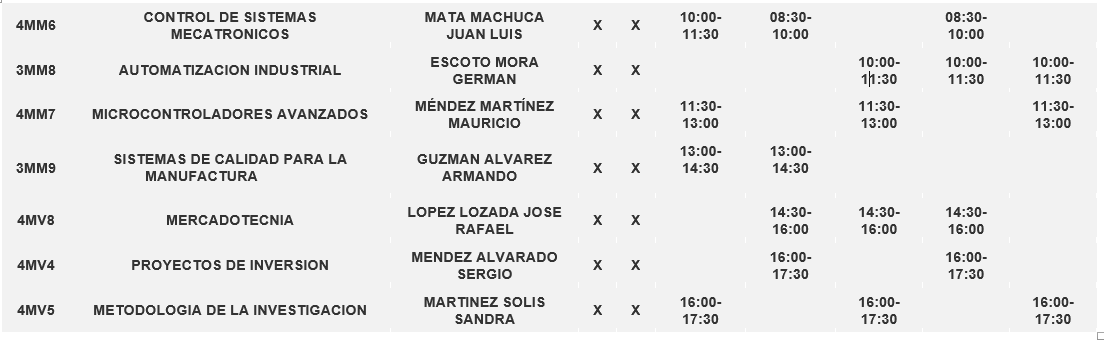 4MM6 CONTROL DE SISTEMAS MECATRONICOS MATA MACHUCA JUAN LUIS X X 10:00-11:30 08:30-10:00 08:30-10:00
3MM8 AUTOMATIZACION INDUSTRIAL ESCOTO MORA GERMAN X X 10:00-11:30 10:00-11:30 10:00-11:30
4MM7 MICROCONTROLADORES AVANZADOS MÉNDEZ MARTÍNEZ MAURICIO X X 11:30-13:00 11:30-13:00 11:30-13:00
3MM9 SISTEMAS DE CALIDAD PARA LA MANUFACTURA GUZMAN ALVAREZ ARMANDO X X 13:00-14:30 13:00-14:30
4MV8 MERCADOTECNIA LOPEZ LOZADA JOSE RAFAEL X X 14:30-16:00 14:30-16:00 14:30-16:00
4MV4 PROYECTOS DE INVERSION MENDEZ ALVARADO SERGIO X X 16:00-17:30 16:00-17:30
4MV5 METODOLOGIA DE LA INVESTIGACION MARTINEZ SOLIS SANDRA X X 16:00-17:30 16:00-17:30 16:00-17:30